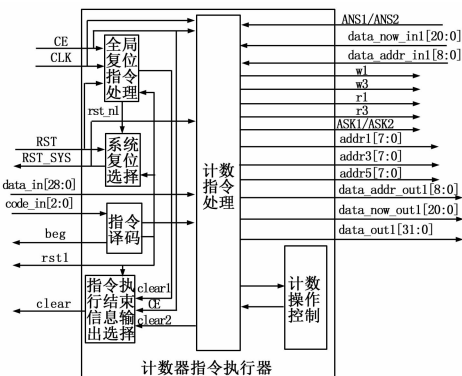 CE
CLK
全局
复位
指令
处理
rst_n1
RST
RST_SYS
系统
复位
选择
data_in[28:0]
code_in[2:0]
指令
译码
beg
rst1
clear
指令执
行结束
信息输
出选择
clear1
CE
clear2
计数
指令
处理
ANS1/ANS2
data_now_in1[20:0]
data_addr_in1[8:0]
w1
w3
r1
r3
ASK1/ASK2
addr1[7:0]
addr3[7:0]
addr5[7:0]
data_addr_out1[8:0]
data_now_out1[20:0]
data_out1[31:0]
计数
操作
控制
计数器指令执行器